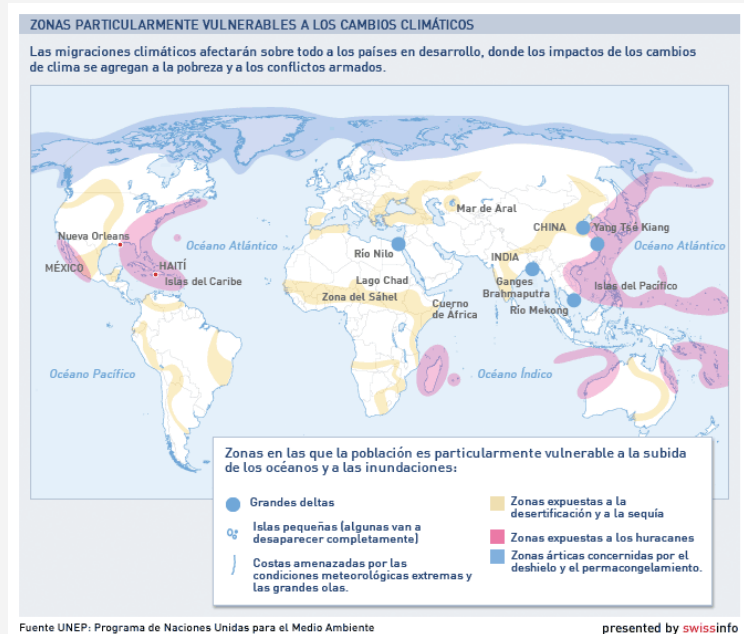 ZONAS PARTICULARMENTE VULNERABLES A LOS CAMBIOS CLIMÁTICOS
Las migraciones climáticos afectarán sobre todo a los países en desarrollo, donde los impactos de los cambios
de clima se agregan a la pobreza y a los conflictos armados.
Mar de Aral
CHINA
Yang Tsé Kiang
Nueva Orleans
Océano Atlántico
Océano Atlántico
Río Nilo
INDIA
MÉXICO
HAITÍ
Islas del Caribe
Lago Chad
Ganges
Brahmaputra
Islas del Pacífico
Zona del Sáhel
Cuerno
de África
Río Mekong
Océano Pacífico
Océano Índico
Zonas en las que la población es particularmente vulnerable a la subida
de los océanos y a las inundaciones:
Grandes deltas
Islas pequeñas (algunas van a
desaparecer completamente)
Costas amenazadas por las
condiciones meteorológicas extremas y
las grandes olas.
Zonas expuestas a la
desertificación y a la sequía
Zonas expuestas a los huracanes
Zonas árticas concernidas por el
deshielo y el permacongelamiento.
Fuente UNEP: Programa de Naciones Unidas para el Medio Ambiente
presented by swissinfo